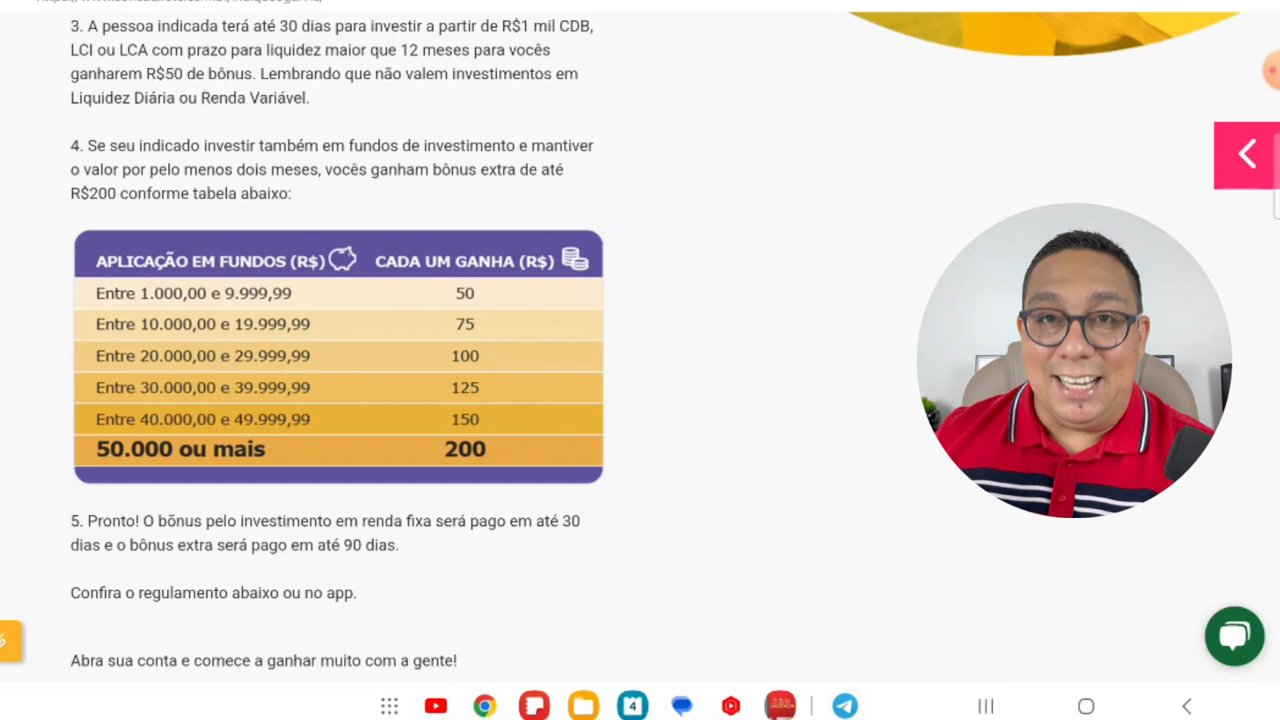 3. A pessoa indicada terá até 30 dias para investir a partir de R$1 mil CDB,
LCI ou LCA com prazo para liquidez maior que 12 meses para vocês
ganharem R$50 de bônus. Lembrando que não valem investimentos em
Liquidez Diária ou Renda Variável.
4. Se seu indicado investir também em fundos de investimento e mantiver
o valor por pelo menos dois meses, vocês ganham bônus extra de até
R$200 conforme tabela abaixo:
APLICAÇÃO EM FUNDOS (R$) CADA UM GANHA (R$)
Entre 1.000,00 e 9.999,99 50
Entre 10.000,00 e 19.999,99 75
Entre 20.000,00 e 29.999,99 100
Entre 30.000,00 e 39.999,99 125
Entre 40.000,00 e 49.999,99 150
50.000 ou mais 200
5. Pronto! O bõnus pelo investimento em renda fixa será pago em até 30
dias e o bônus extra será pago em até 90 dias.
Confira o regulamento abaixo ou no app.
Abra sua conta e comece a ganhar muito com a gente!
4